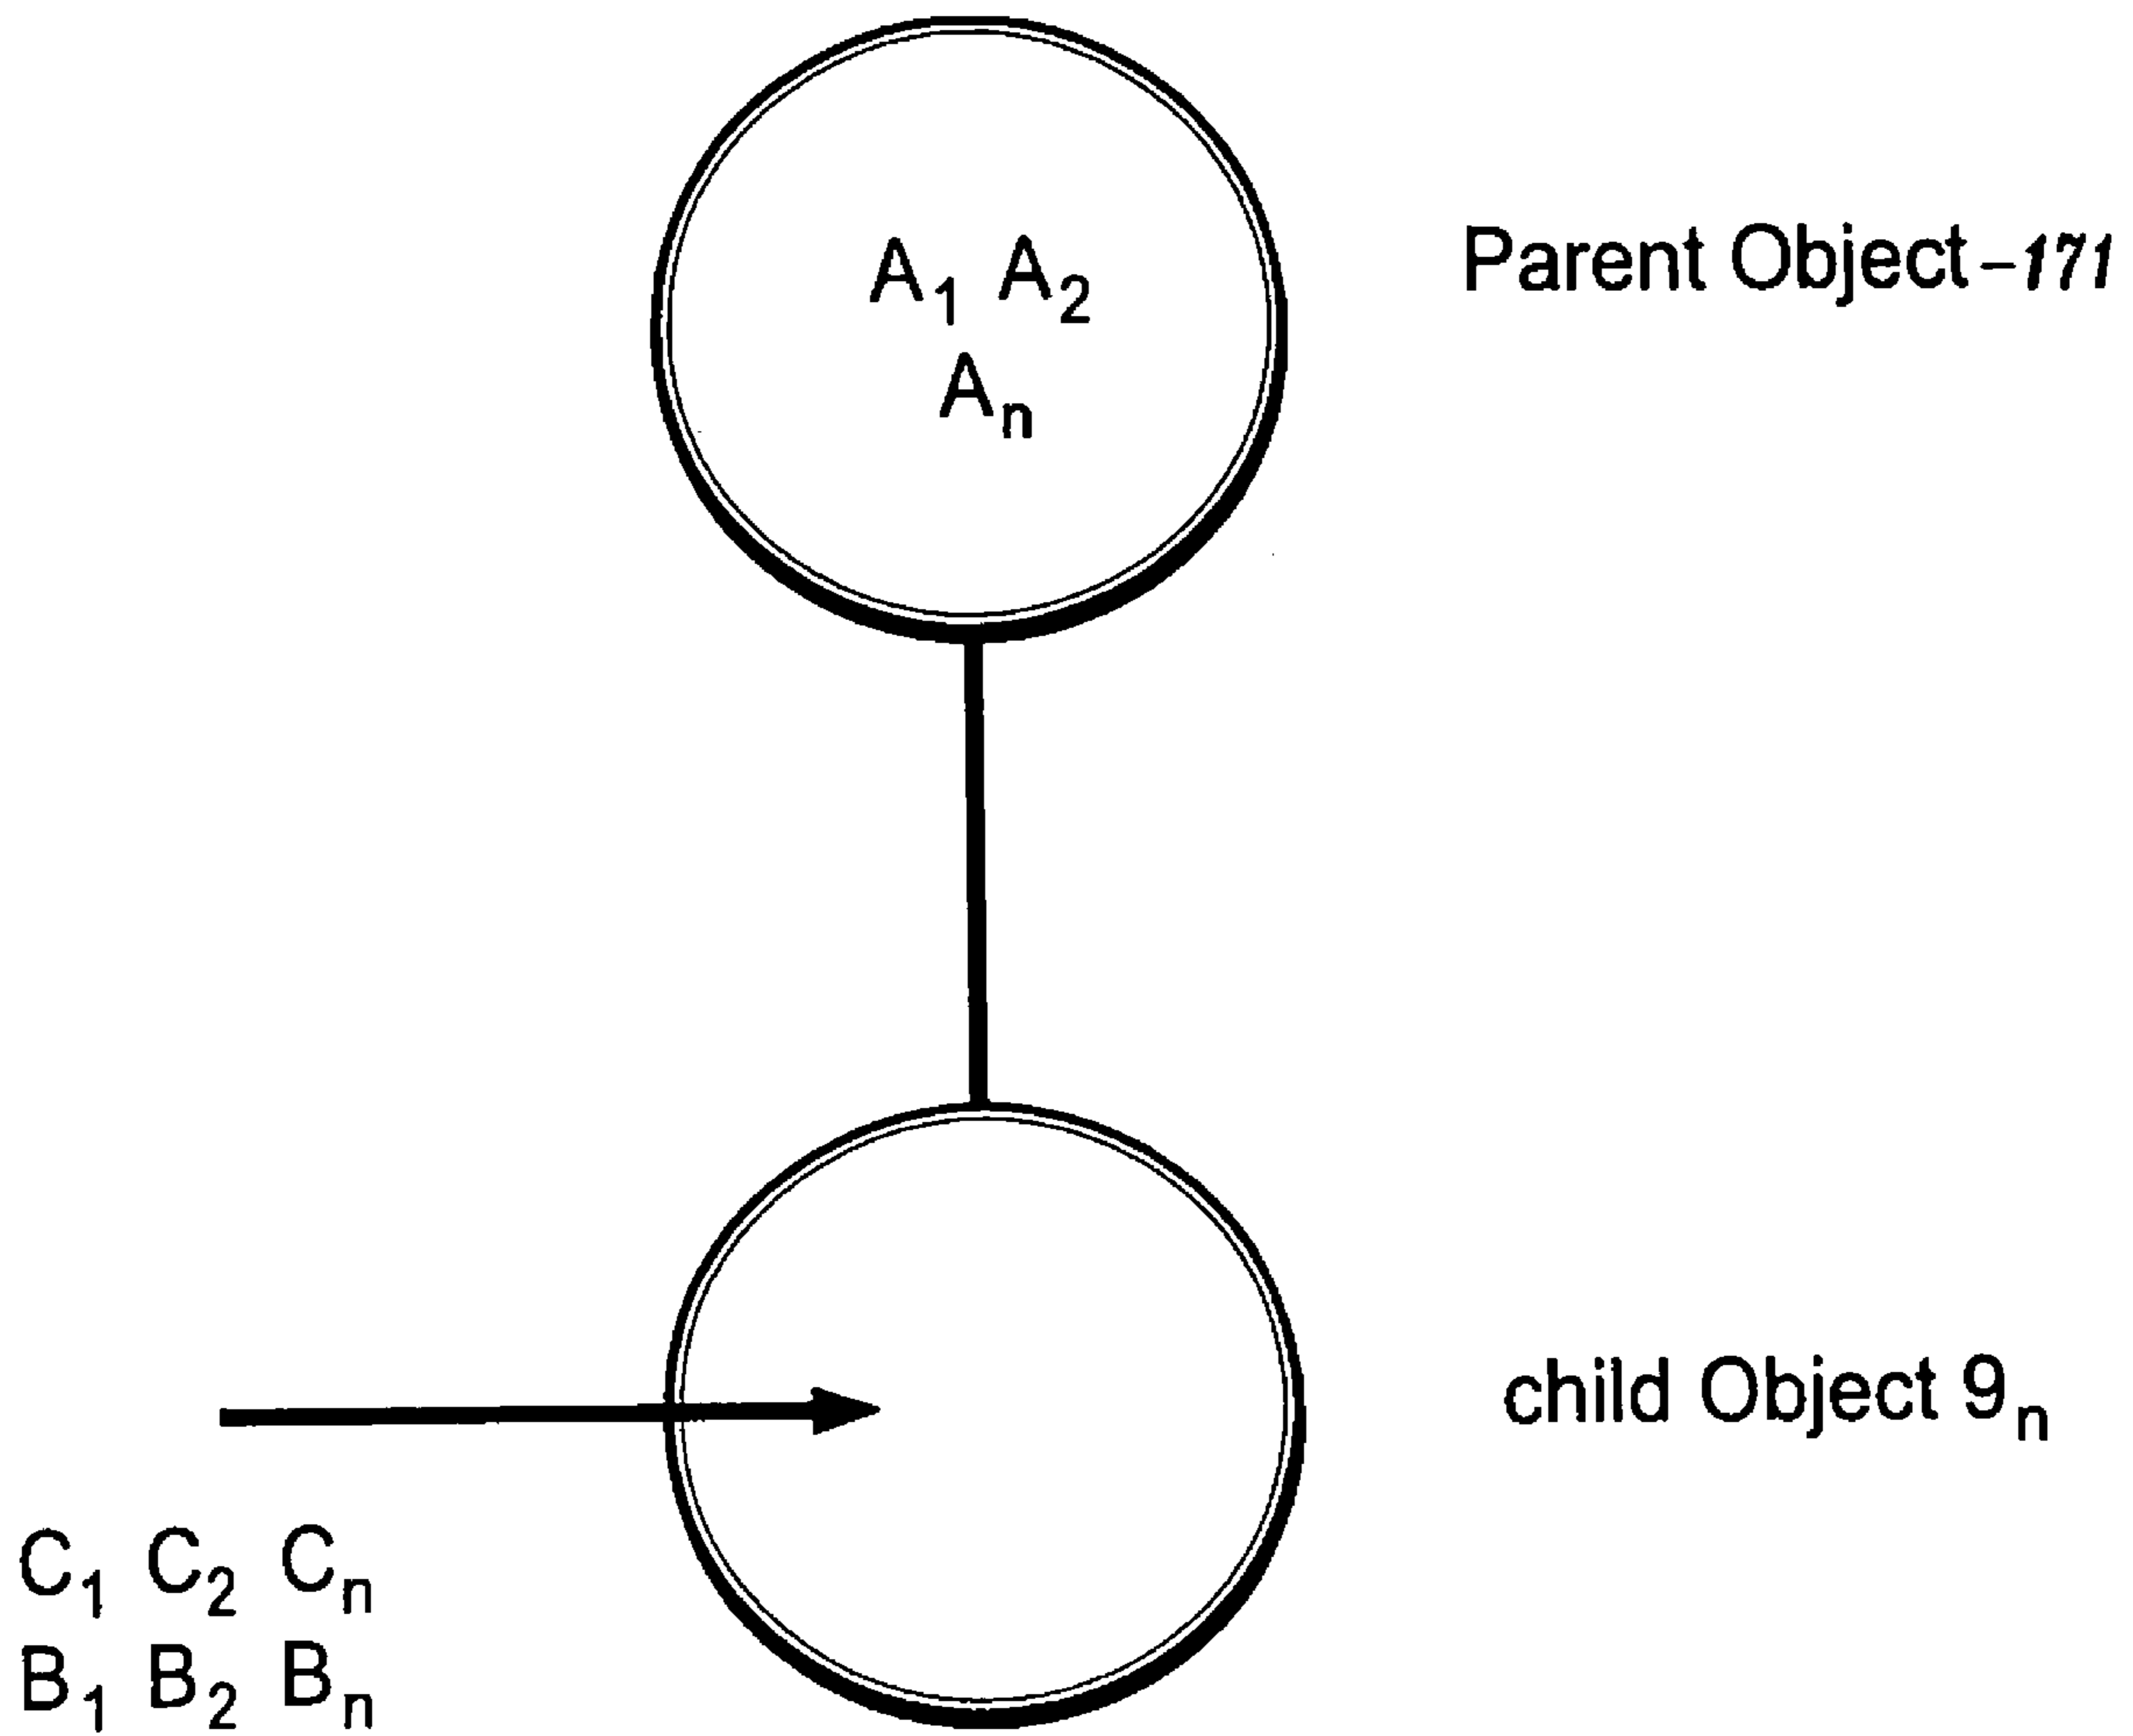 A₁ A₂
Aₙ
Parent Object-171
child Object 9ₙ
C₁ C₂ Cₙ
B₁ B₂ Bₙ